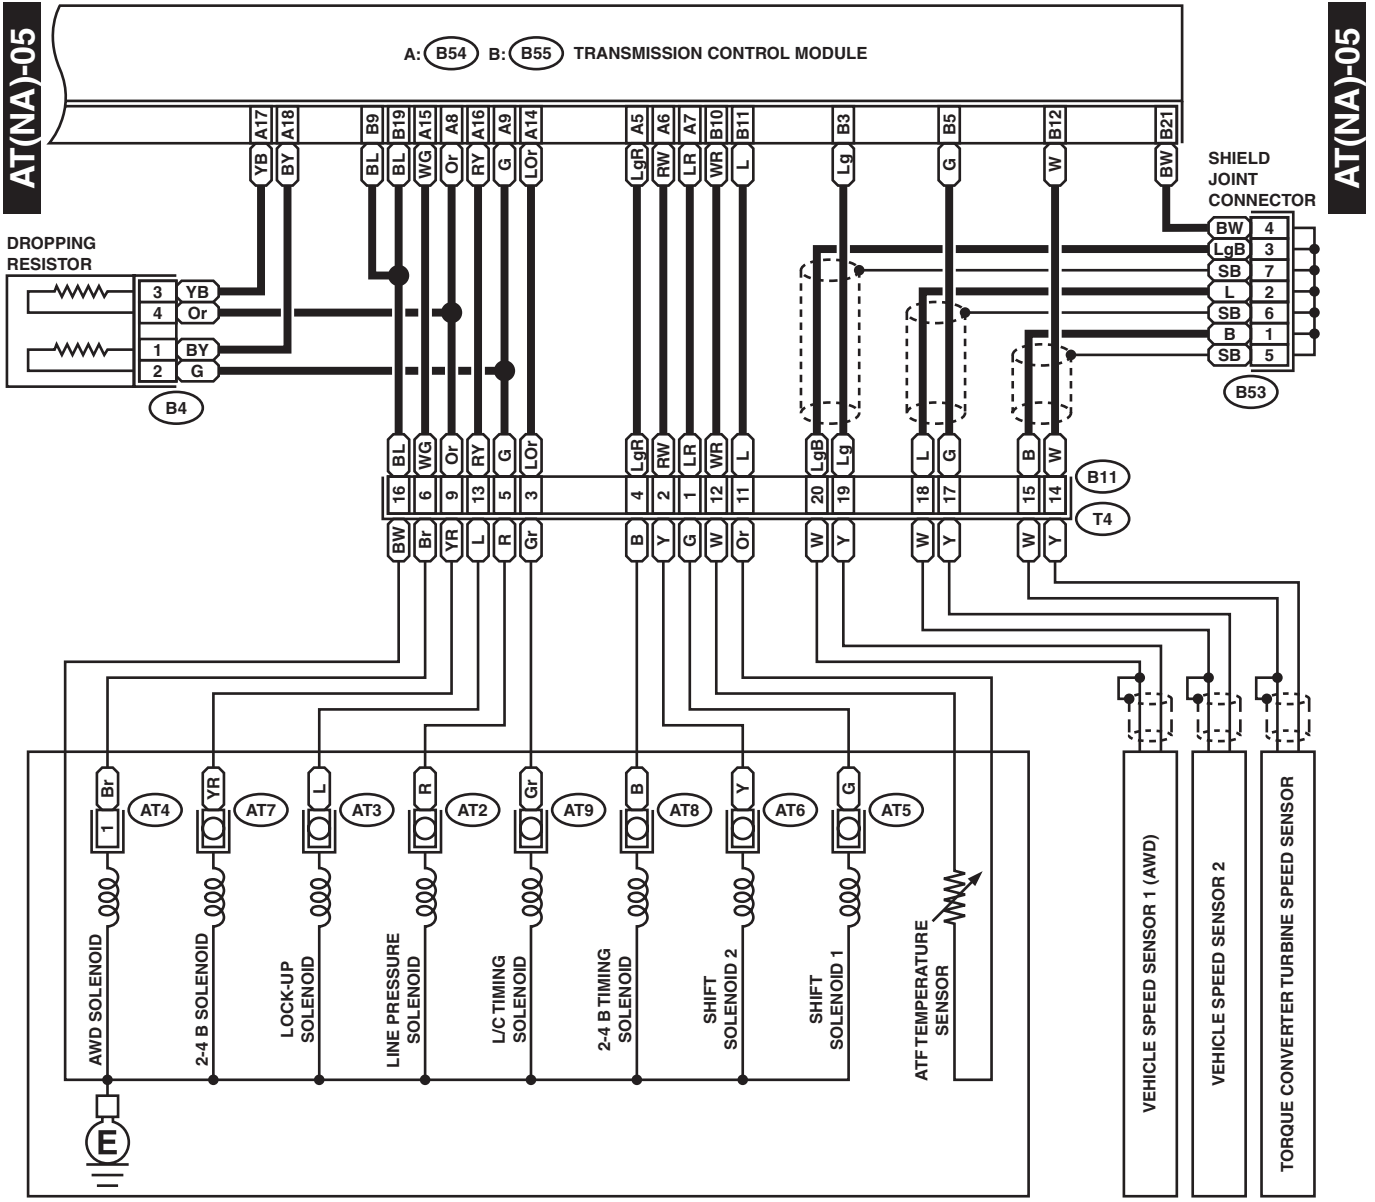 AT(NA)-05
AT(NA)-05
A: B54 B: B55 TRANSMISSION CONTROL MODULE
A17 A18 B9 B19 A15 A8 A16 A9 A14 A5 A6 A7 B10 B11 B3 B5 B12 B21
YB BY BL BL WG Or RY G LOr LgR RW LR WR L Lg G W BW
SHIELD
JOINT
CONNECTOR
BW 4
LgB 3
SB 7
L 2
SB 6
B 1
SB 5
B53
DROPPING
RESISTOR
3 YB
4 Or
1 BY
2 G
B4
BL WG Or RY G LOr LgR RW LR WR L LgB Lg L G B W
16 6 9 13 5 3 4 2 1 12 11 20 19 18 17 15 14
B11
T4
BW Br YR L R Gr B Y G W Or W Y W Y W Y
Br YR L R Gr B Y G
1
AT4 AT7 AT3 AT2 AT9 AT8 AT6 AT5
AWD SOLENOID
2-4 B SOLENOID
LOCK-UP
SOLENOID
LINE PRESSURE
SOLENOID
L/C TIMING
SOLENOID
2-4 B TIMING
SOLENOID
SHIFT
SOLENOID 2
SHIFT
SOLENOID 1
ATF TEMPERATURE
SENSOR
VEHICLE SPEED SENSOR 1 (AWD)
VEHICLE SPEED SENSOR 2
TORQUE CONVERTER TURBINE SPEED SENSOR
E